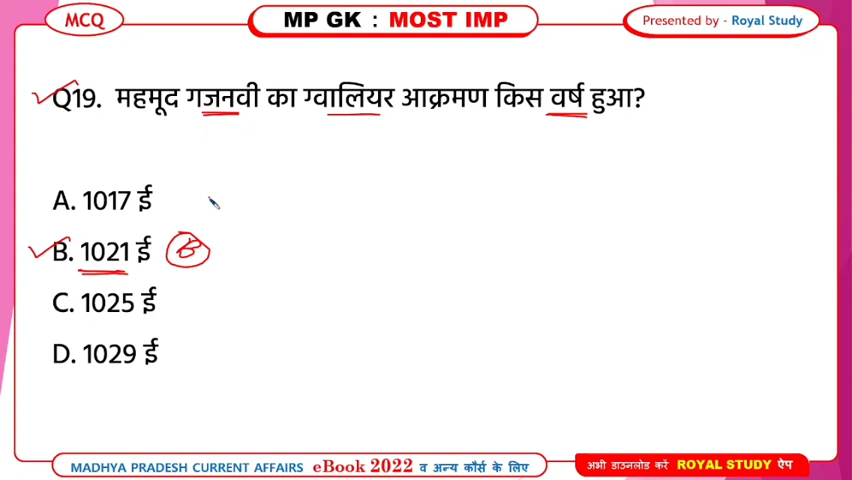 MCQ
MP GK : MOST IMP
Presented by - Royal Study
Q19. महमूद गजनवी का ग्वालियर आक्रमण किस वर्ष हुआ?
A. 1017 ई
B. 1021 ई B
C. 1025 ई
D. 1029 ई
MADHYA PRADESH CURRENT AFFAIRS eBook 2022 व अन्य कौर्स के लिए
अभी डाउनलोड करें ROYAL STUDY ऐप